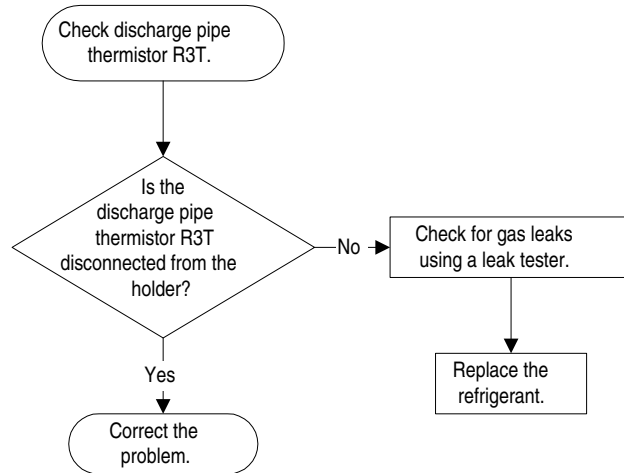 Check discharge pipe
thermistor R3T.
Is the
discharge pipe
thermistor R3T
disconnected from the
holder?
No
Check for gas leaks
using a leak tester.
Yes
Replace the
refrigerant.
Correct the
problem.